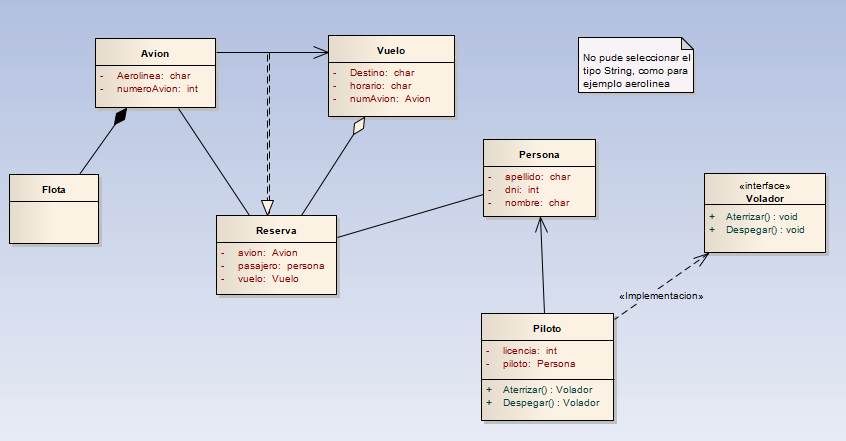 Avion
- Aerolinea: char
- numeroAvion: int
Vuelo
- Destino: char
- horario: char
- numAvion: Avion
No pude seleccionar el
tipo String, como para
ejemplo aerolinea
Flota
Persona
- apellido: char
- dni: int
- nombre: char
«interface»
Volador
+ Aterrizar() : void
+ Despegar() : void
Reserva
- avion: Avion
- pasajero: persona
- vuelo: Vuelo
«Implementacion»
Piloto
- licencia: int
- piloto: Persona
+ Aterrizar() : Volador
+ Despegar() : Volador